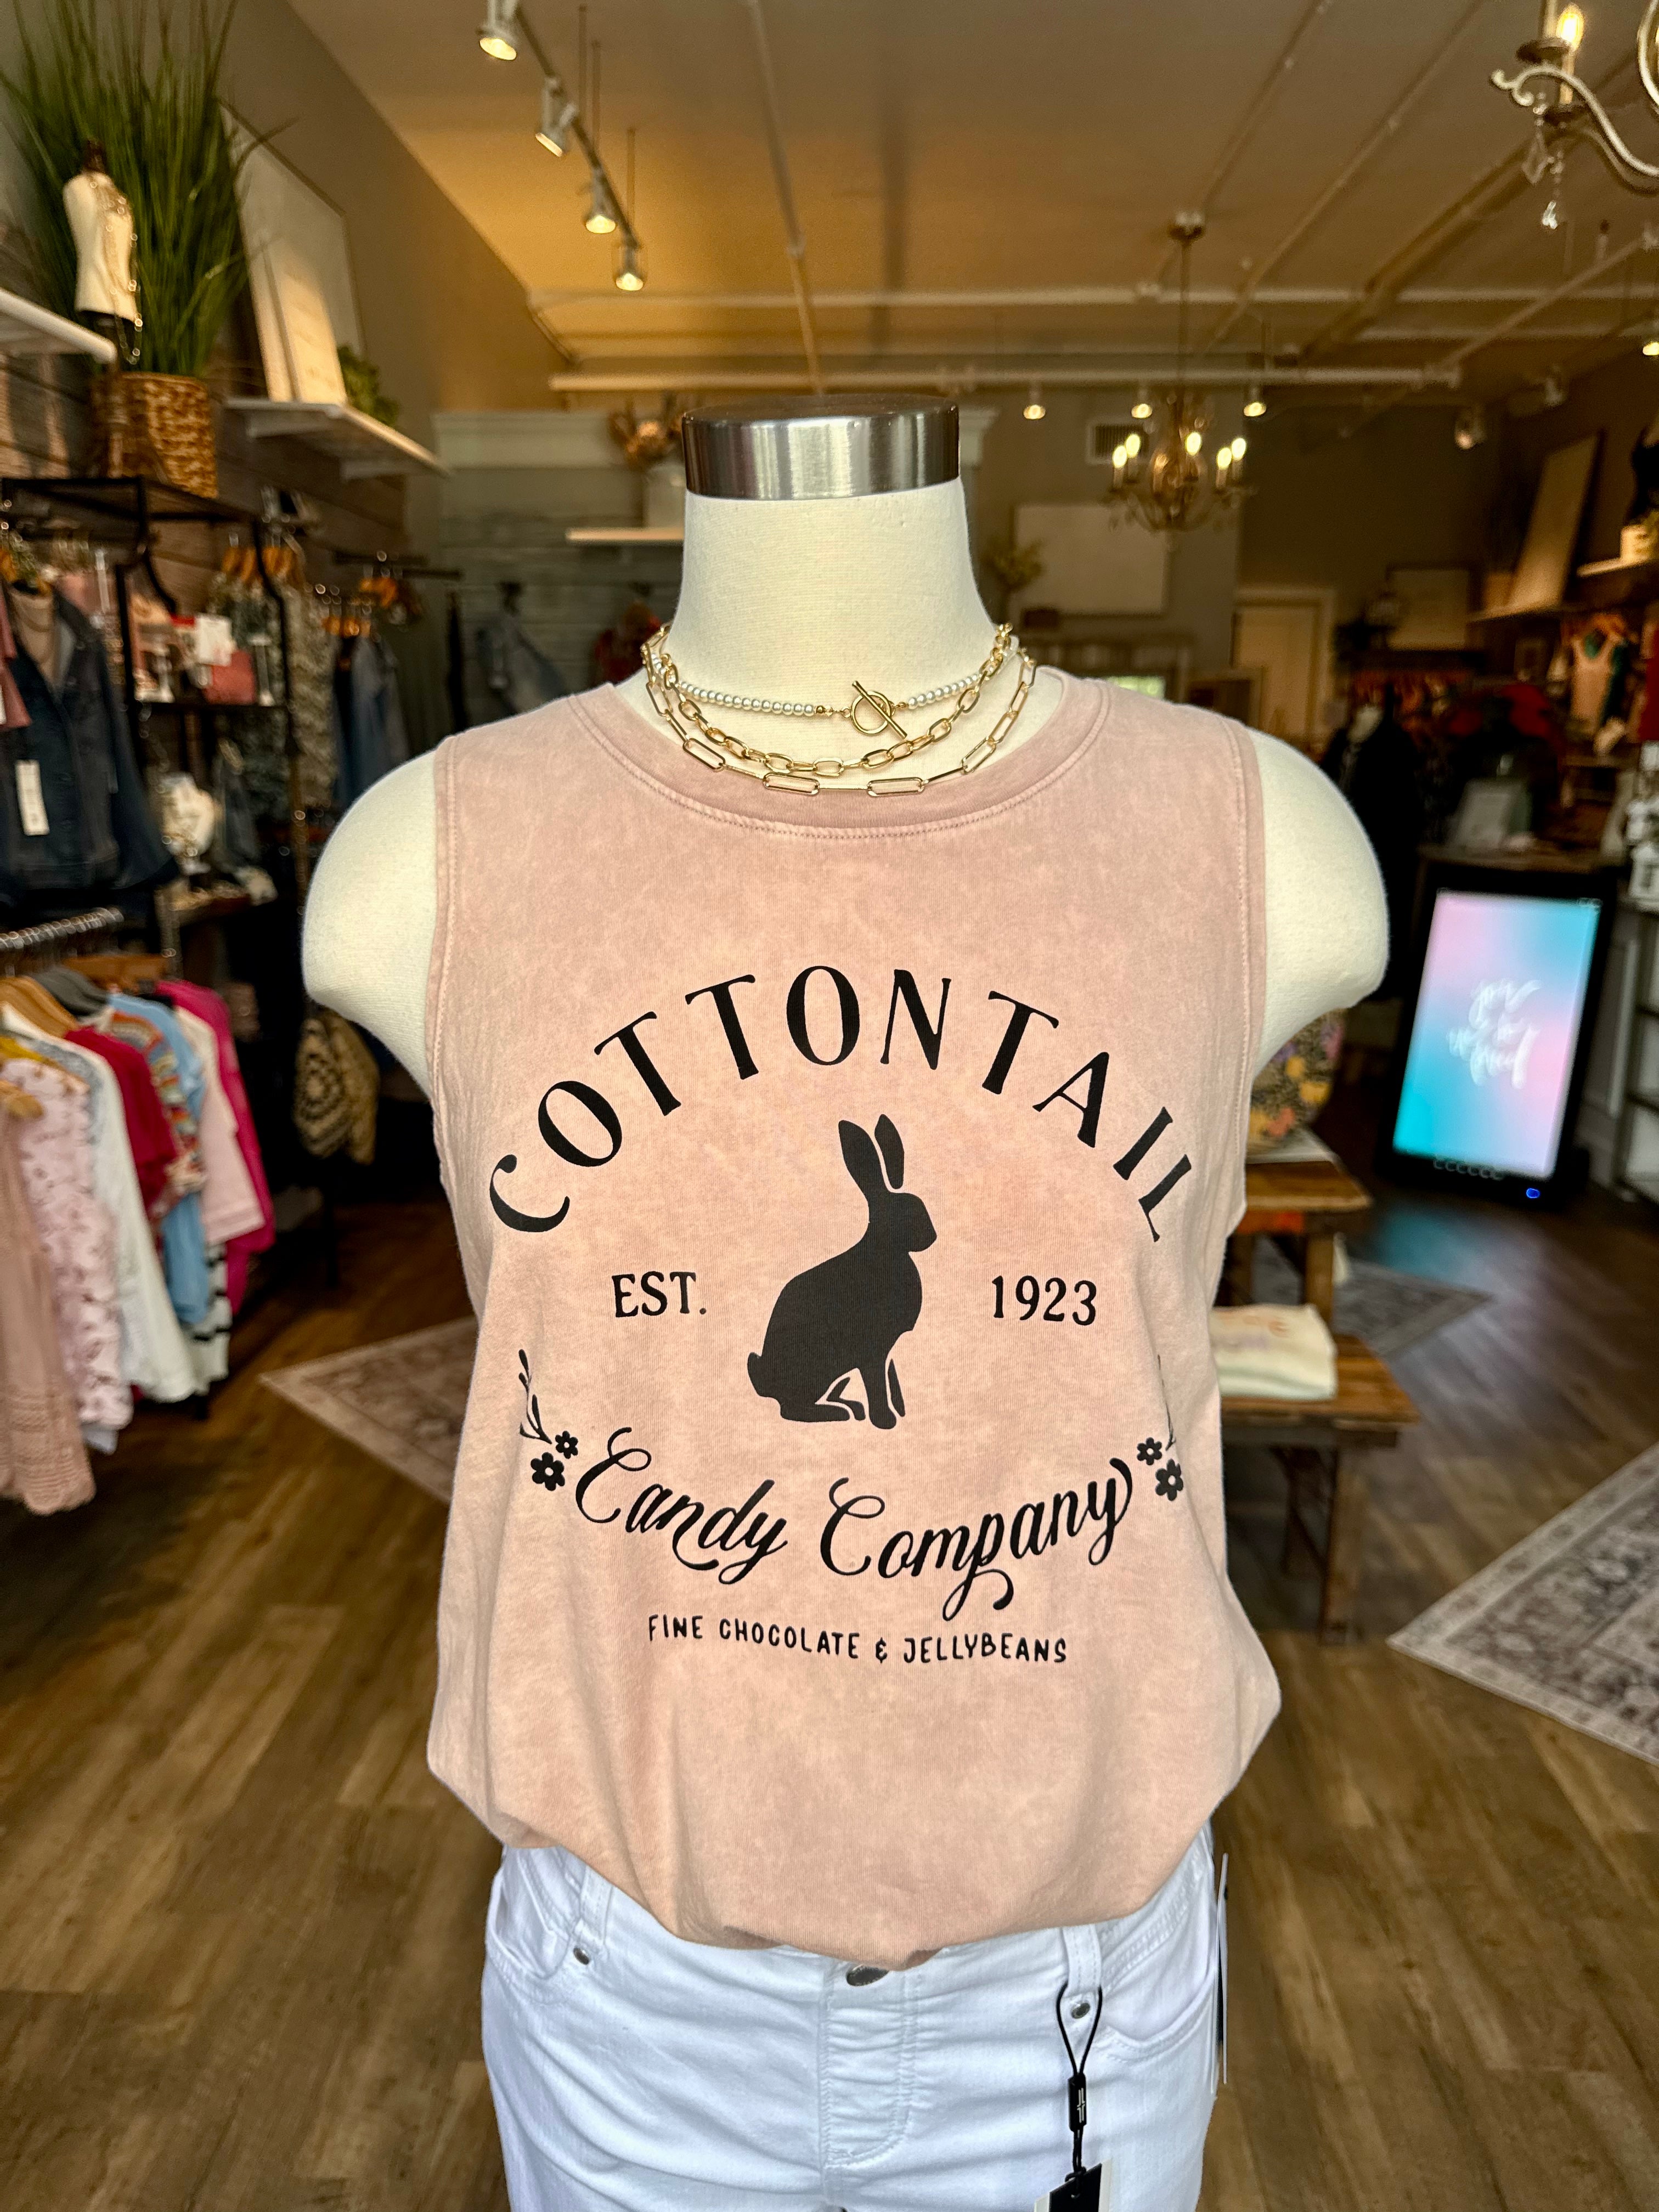 COTTONTAIL
EST. 1923
Candy Company
FINE CHOCOLATE & JELLYBEANS